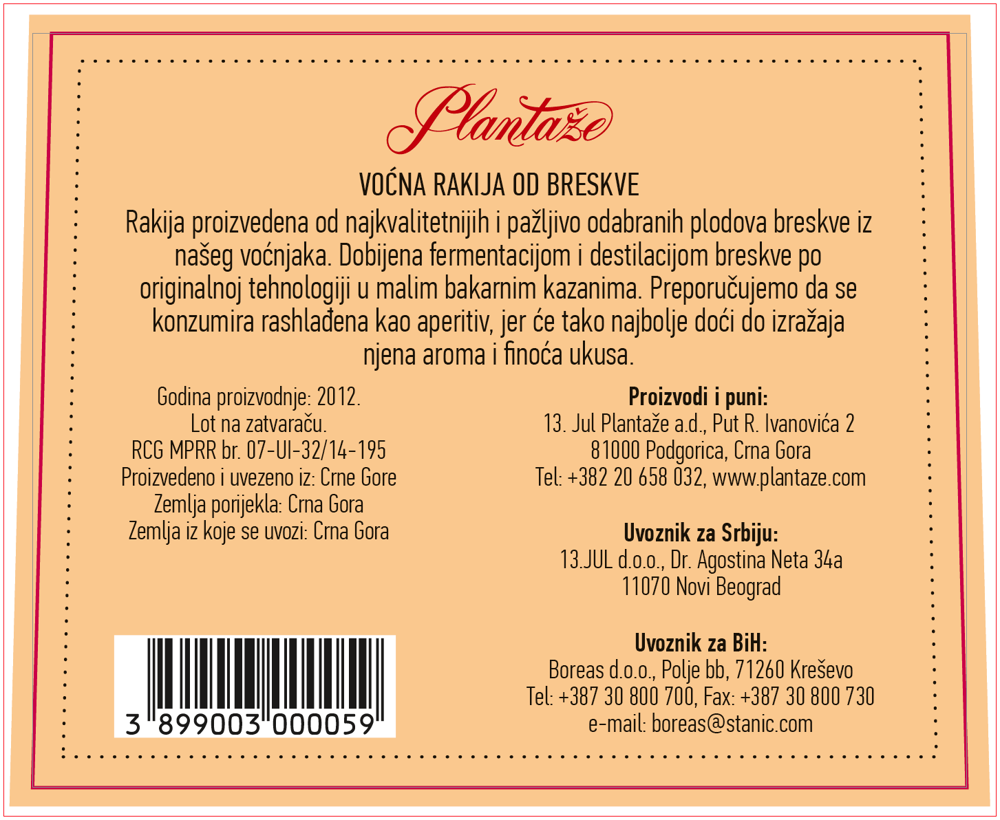 Plantaže
VOĆNA RAKIJA OD BRESKVE
Rakija proizvedena od najkvalitetnijih i pažljivo odabranih plodova breskve iz
našeg voćnjaka. Dobijena fermentacijom i destilacijom breskve po
originalnoj tehnologiji u malim bakarnim kazanima. Preporučujemo da se
konzumira rashlađena kao aperitiv, jer će tako najbolje doći do izražaja
njena aroma i finoća ukusa.
Godina proizvodnje: 2012.
Lot na zatvaraču.
RCG MPRR br. 07-UI-32/14-195
Proizvedeno i uvezeno iz: Crne Gore
Zemlja porijekla: Crna Gora
Zemlja iz koje se uvozi: Crna Gora
Proizvodi i puni:
13. Jul Plantaže a.d., Put R. Ivanovića 2
81000 Podgorica, Crna Gora
Tel: +382 20 658 032, www.plantaze.com
Uvoznik za Srbiju:
13.JUL d.o.o., Dr. Agostina Neta 34a
11070 Novi Beograd
Uvoznik za BiH:
Boreas d.o.o., Polje bb, 71260 Kreševo
Tel: +387 30 800 700, Fax: +387 30 800 730
e-mail: boreas@stanic.com
3 899003 000059